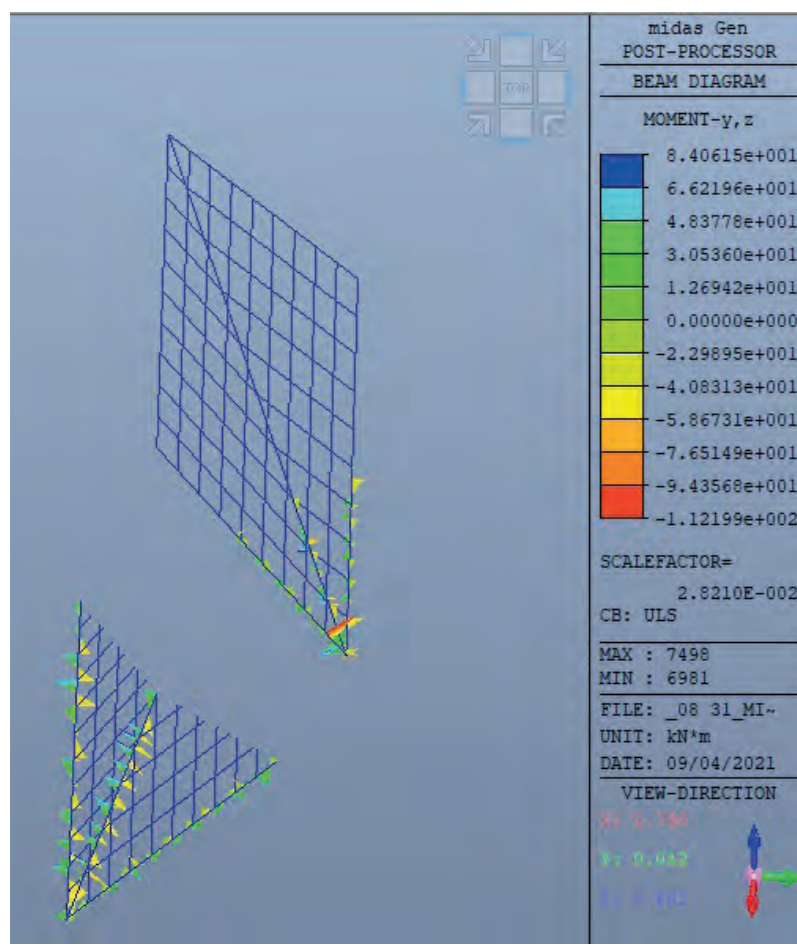 midas Gen
POST-PROCESSOR
BEAM DIAGRAM
MOMENT-y,z
8.40615e+001
6.62196e+001
4.83778e+001
3.05360e+001
1.26942e+001
0.00000e+000
-2.29895e+001
-4.08313e+001
-5.86731e+001
-7.65149e+001
-9.43568e+001
-1.12199e+002
SCALEFACTOR=
2.8210E-002
CB: ULS
MAX : 7498
MIN : 6981
FILE: _08 31_MI~
UNIT: kN*m
DATE: 09/04/2021
VIEW-DIRECTION